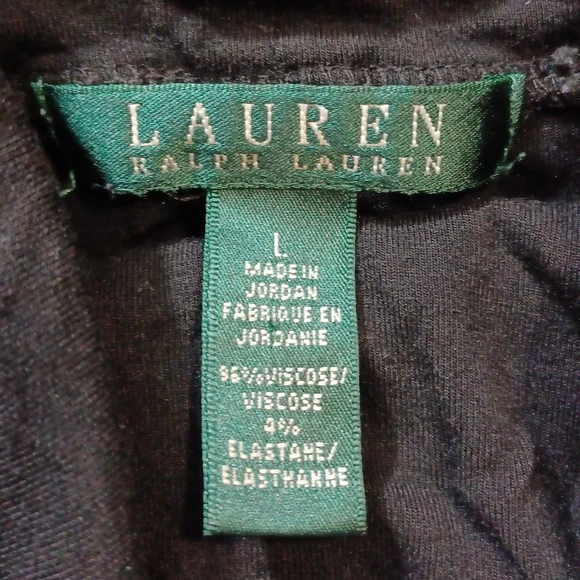 LAUREN
RALPH LAUREN
L
MADE IN
JORDAN
FABRIQUE EN
JORDANIE
96%VISCOSE/
VISCOSE
4%
ELASTANE/
ELASTHANNE